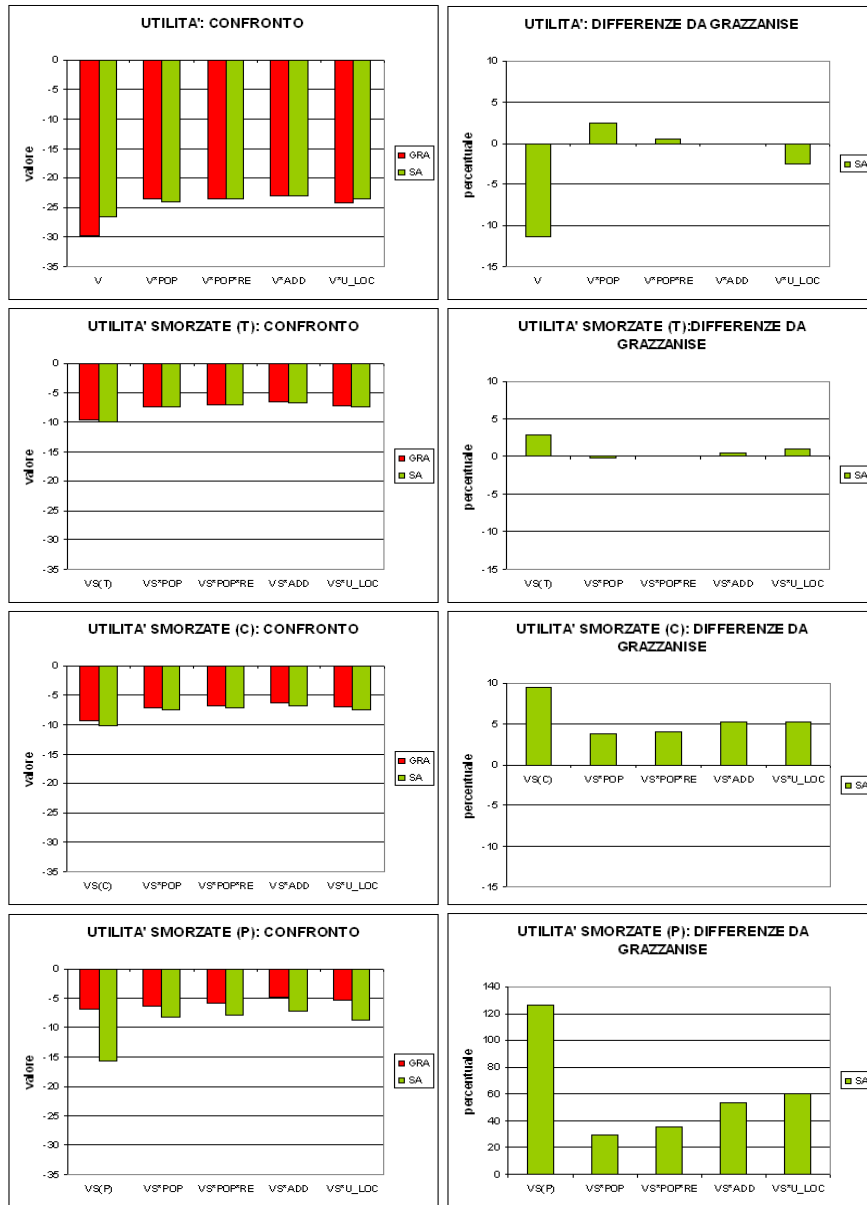 UTILITA': CONFRONTO
valore
0
-5
-10
-15
-20
-25
-30
-35
V
V*POP
V*POP*RE
V*ADD
V*U_LOC
GRA
SA
UTILITA': DIFFERENZE DA GRAZZANISE
percentuale
10
5
0
-5
-10
-15
V
V*POP
V*POP*RE
V*ADD
V*U_LOC
SA
UTILITA' SMORZATE (T): CONFRONTO
valore
0
-5
-10
-15
-20
-25
-30
-35
VS(T)
VS*POP
VS*POP*RE
VS*ADD
VS*U_LOC
GRA
SA
UTILITA' SMORZATE (T):DIFFERENZE DA
GRAZZANISE
percentuale
10
5
0
-5
-10
-15
VS(T)
VS*POP
VS*POP*RE
VS*ADD
VS*U_LOC
SA
UTILITA' SMORZATE (C): CONFRONTO
valore
0
-5
-10
-15
-20
-25
-30
-35
VS(C)
VS*POP
VS*POP*RE
VS*ADD
VS*U_LOC
GRA
SA
UTILITA' SMORZATE (C): DIFFERENZE DA
GRAZZANISE
percentuale
10
5
0
-5
-10
-15
VS(C)
VS*POP
VS*POP*RE
VS*ADD
VS*U_LOC
SA
UTILITA' SMORZATE (P): CONFRONTO
valore
0
-5
-10
-15
-20
-25
-30
-35
VS(P)
VS*POP
VS*POP*RE
VS*ADD
VS*U_LOC
GRA
SA
UTILITA' SMORZATE (P): DIFFERENZE DA
GRAZZANISE
percentuale
140
120
100
80
60
40
20
0
VS(P)
VS*POP
VS*POP*RE
VS*ADD
VS*U_LOC
SA